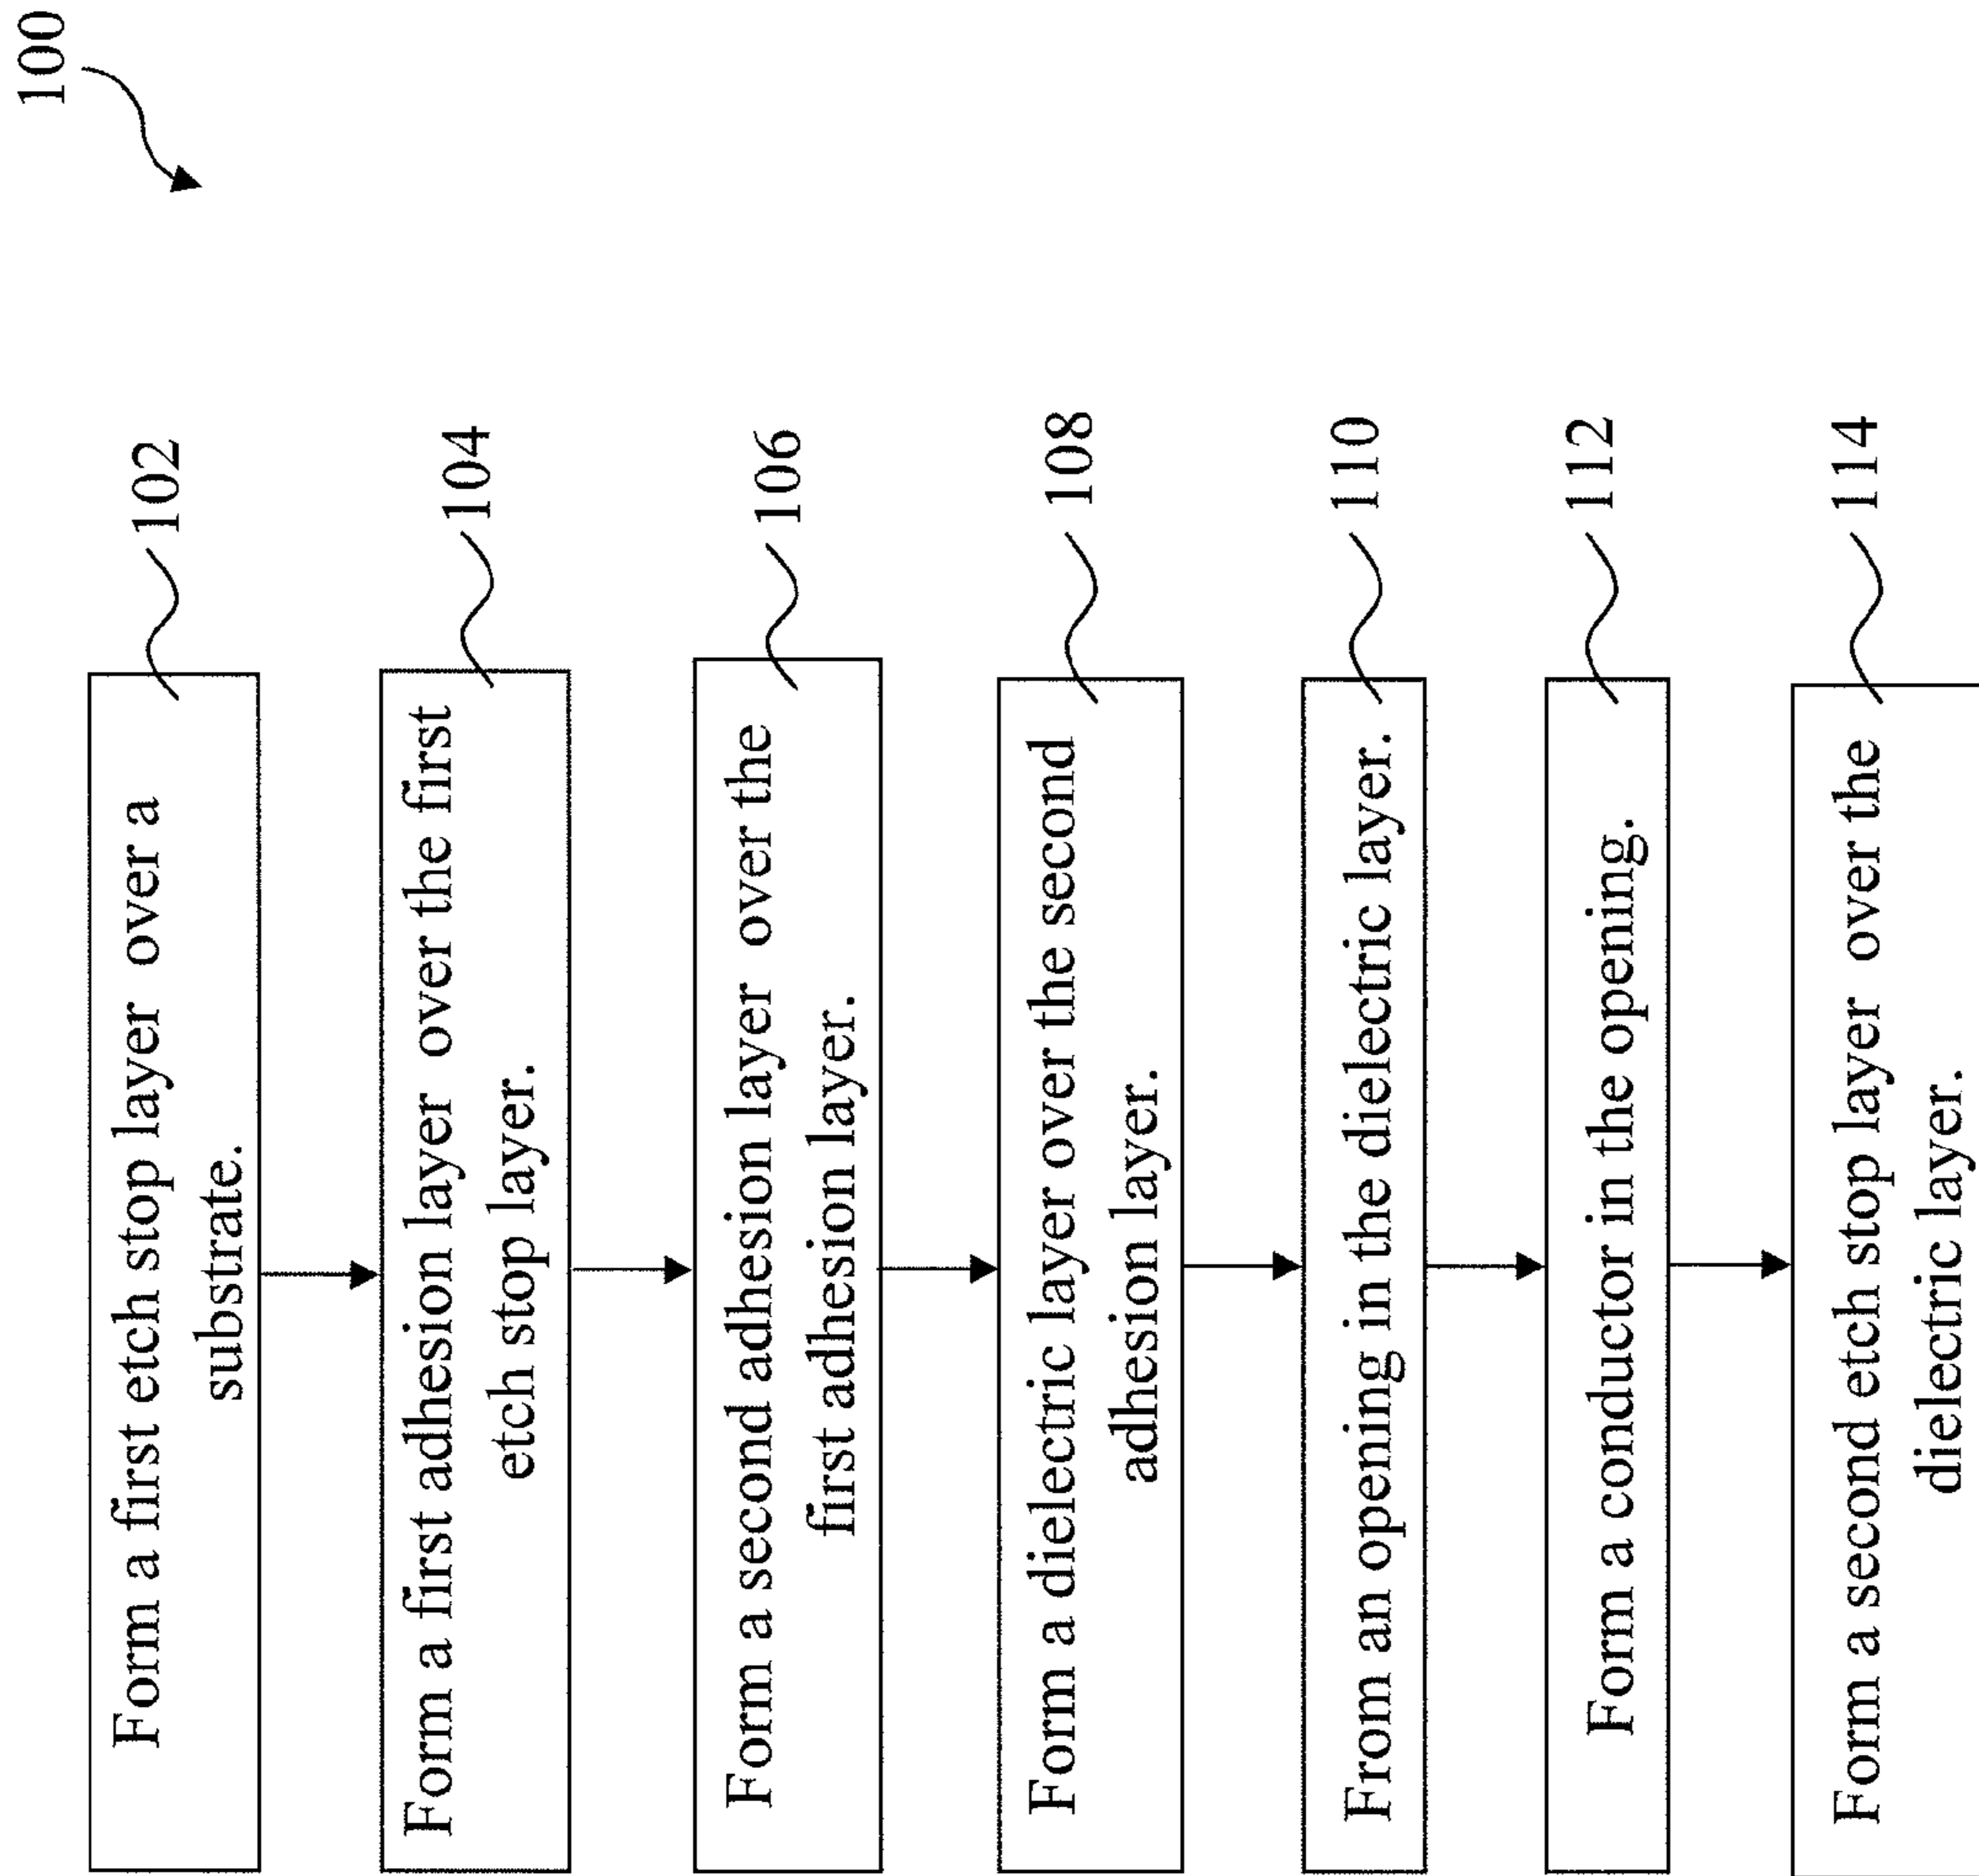 100
Form a first etch stop layer over a
substrate.
102
Form a first adhesion layer over the first
etch stop layer.
104
Form a second adhesion layer over the
first adhesion layer.
106
Form a dielectric layer over the second
adhesion layer.
108
From an opening in the dielectric layer.
110
Form a conductor in the opening.
112
Form a second etch stop layer over the
dielectric layer.
114